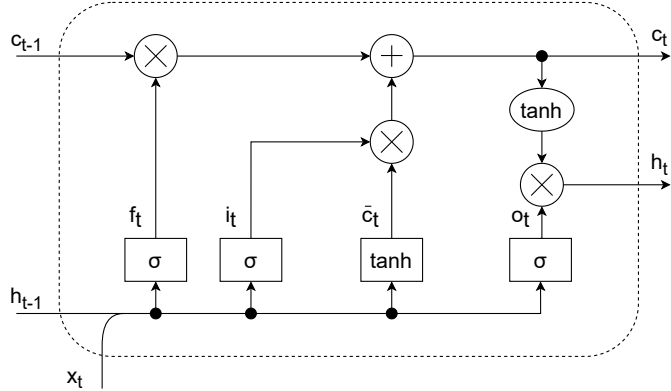 c_{t-1}
c_t
tanh
h_t
f_t
i_t
c̄_t
o_t
σ
σ
tanh
σ
h_{t-1}
x_t